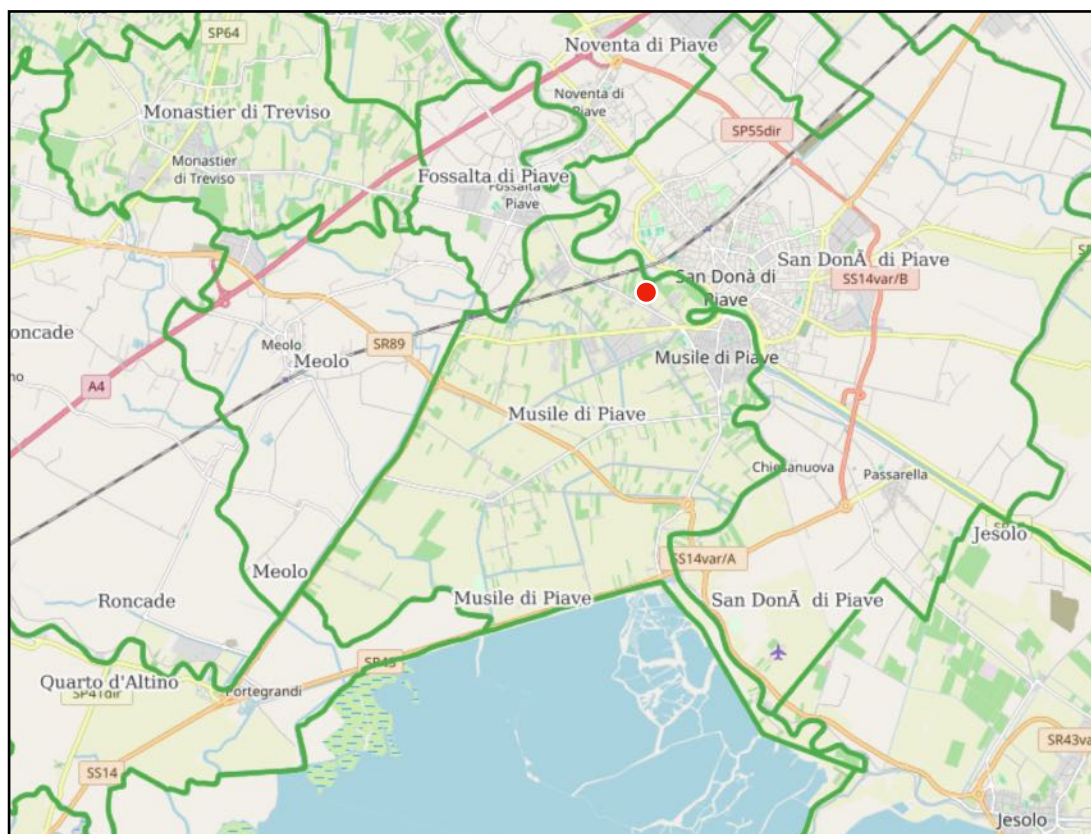 SP64
Noventa di Piave
Noventa di
Piave
Monastier di Treviso
SP55dir
Monastier
di Treviso
Fossalta di Piave
Piave
San DonÃ  di Piave
SS14var/B
San Donà di
Piave
Roncade
Meolo
SR89
Meolo
Musile di Piave
A4
Musile di Piave
Chiesanuova
Passarella
Jesolo
SS14var/A
Meolo
Roncade
Musile di Piave
San DonÃ  di Piave
SR43
Quarto d'Altino
SP41dir
Portegrandi
SR43va
SS14
Jesolo